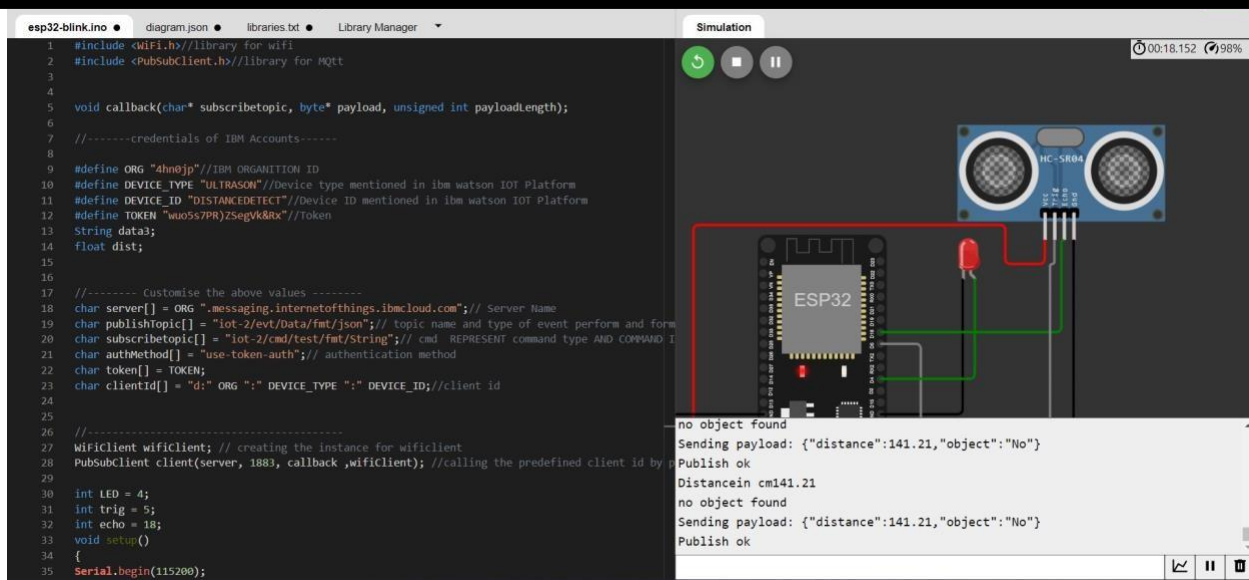 esp32-blink.ino ● diagram.json ● libraries.txt ● Library Manager
1 #include <WiFi.h>//library for wifi
2 #include <PubSubClient.h>//library for MQtt
3
4
5 void callback(char* subscribetopic, byte* payload, unsigned int payloadLength);
6
7 //-------credentials of IBM Accounts------
8
9 #define ORG "4hn0jp"//IBM ORGANITION ID
10 #define DEVICE_TYPE "ULTRASON"//Device type mentioned in ibm watson IOT Platform
11 #define DEVICE_ID "DISTANCEDETECT"//Device ID mentioned in ibm watson IOT Platform
12 #define TOKEN "wuo5s7PR)ZSegVk&Rx"//Token
13 String data3;
14 float dist;
15
16
17 //-------- Customise the above values --------
18 char server[] = ORG ".messaging.internetofthings.ibmcloud.com";// Server Name
19 char publishTopic[] = "iot-2/evt/Data/fmt/json";// topic name and type of event perform and form
20 char subscribetopic[] = "iot-2/cmd/test/fmt/String";// cmd REPRESENT command type AND COMMAND I
21 char authMethod[] = "use-token-auth";// authentication method
22 char token[] = TOKEN;
23 char clientId[] = "d:" ORG ":" DEVICE_TYPE ":" DEVICE_ID;//client id
24
25
26 //-----------------------------------------
27 WiFiClient wifiClient; // creating the instance for wificlient
28 PubSubClient client(server, 1883, callback ,wifiClient); //calling the predefined client id by p
29
30 int LED = 4;
31 int trig = 5;
32 int echo = 18;
33 void setup()
34 {
35 Serial.begin(115200);
Simulation
00:18.152 98%
HC-SR04
Vcc
Trig
Echo
Gnd
ESP32
no object found
Sending payload: {"distance":141.21,"object":"No"}
Publish ok
Distancein cm141.21
no object found
Sending payload: {"distance":141.21,"object":"No"}
Publish ok